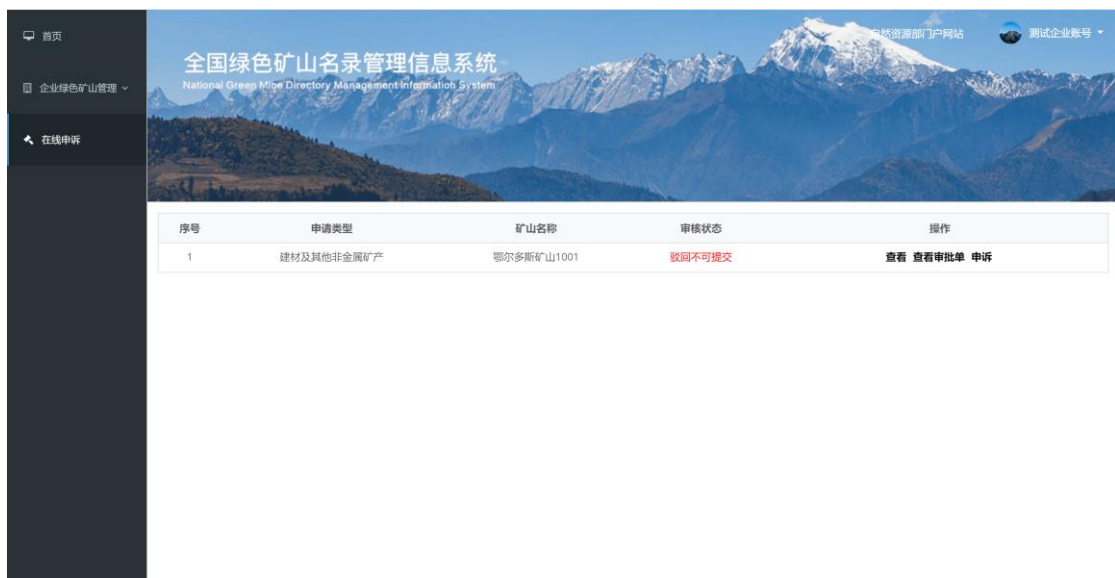 首页
企业绿色矿山管理
在线申诉
自然资源部门户网站
测试企业账号
全国绿色矿山名录管理信息系统
National Green Mine Directory Management Information System
序号 申请类型 矿山名称 审核状态 操作
1 建材及其他非金属矿产 鄂尔多斯矿山1001 驳回不可提交 查看 查看审批单 申诉